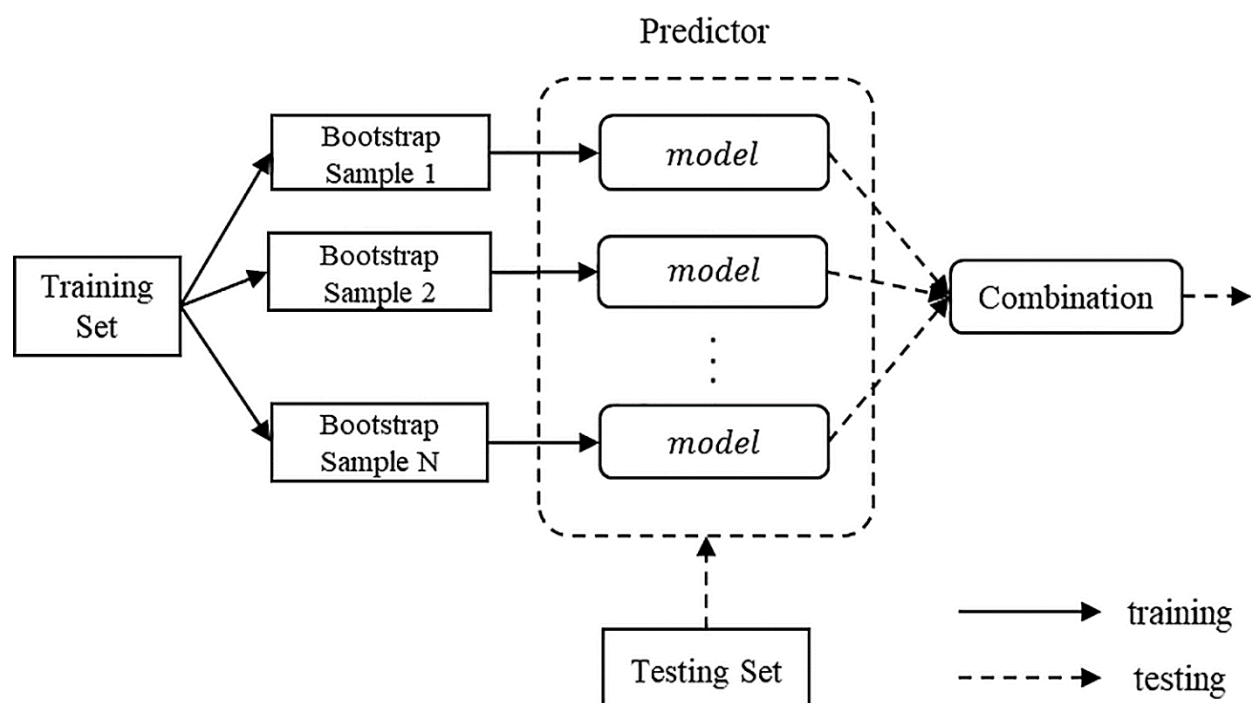 Predictor
Bootstrap
Sample 1
model
Bootstrap
Sample 2
model
Training
Set
Combination
Bootstrap
Sample N
model
training
Testing Set
testing